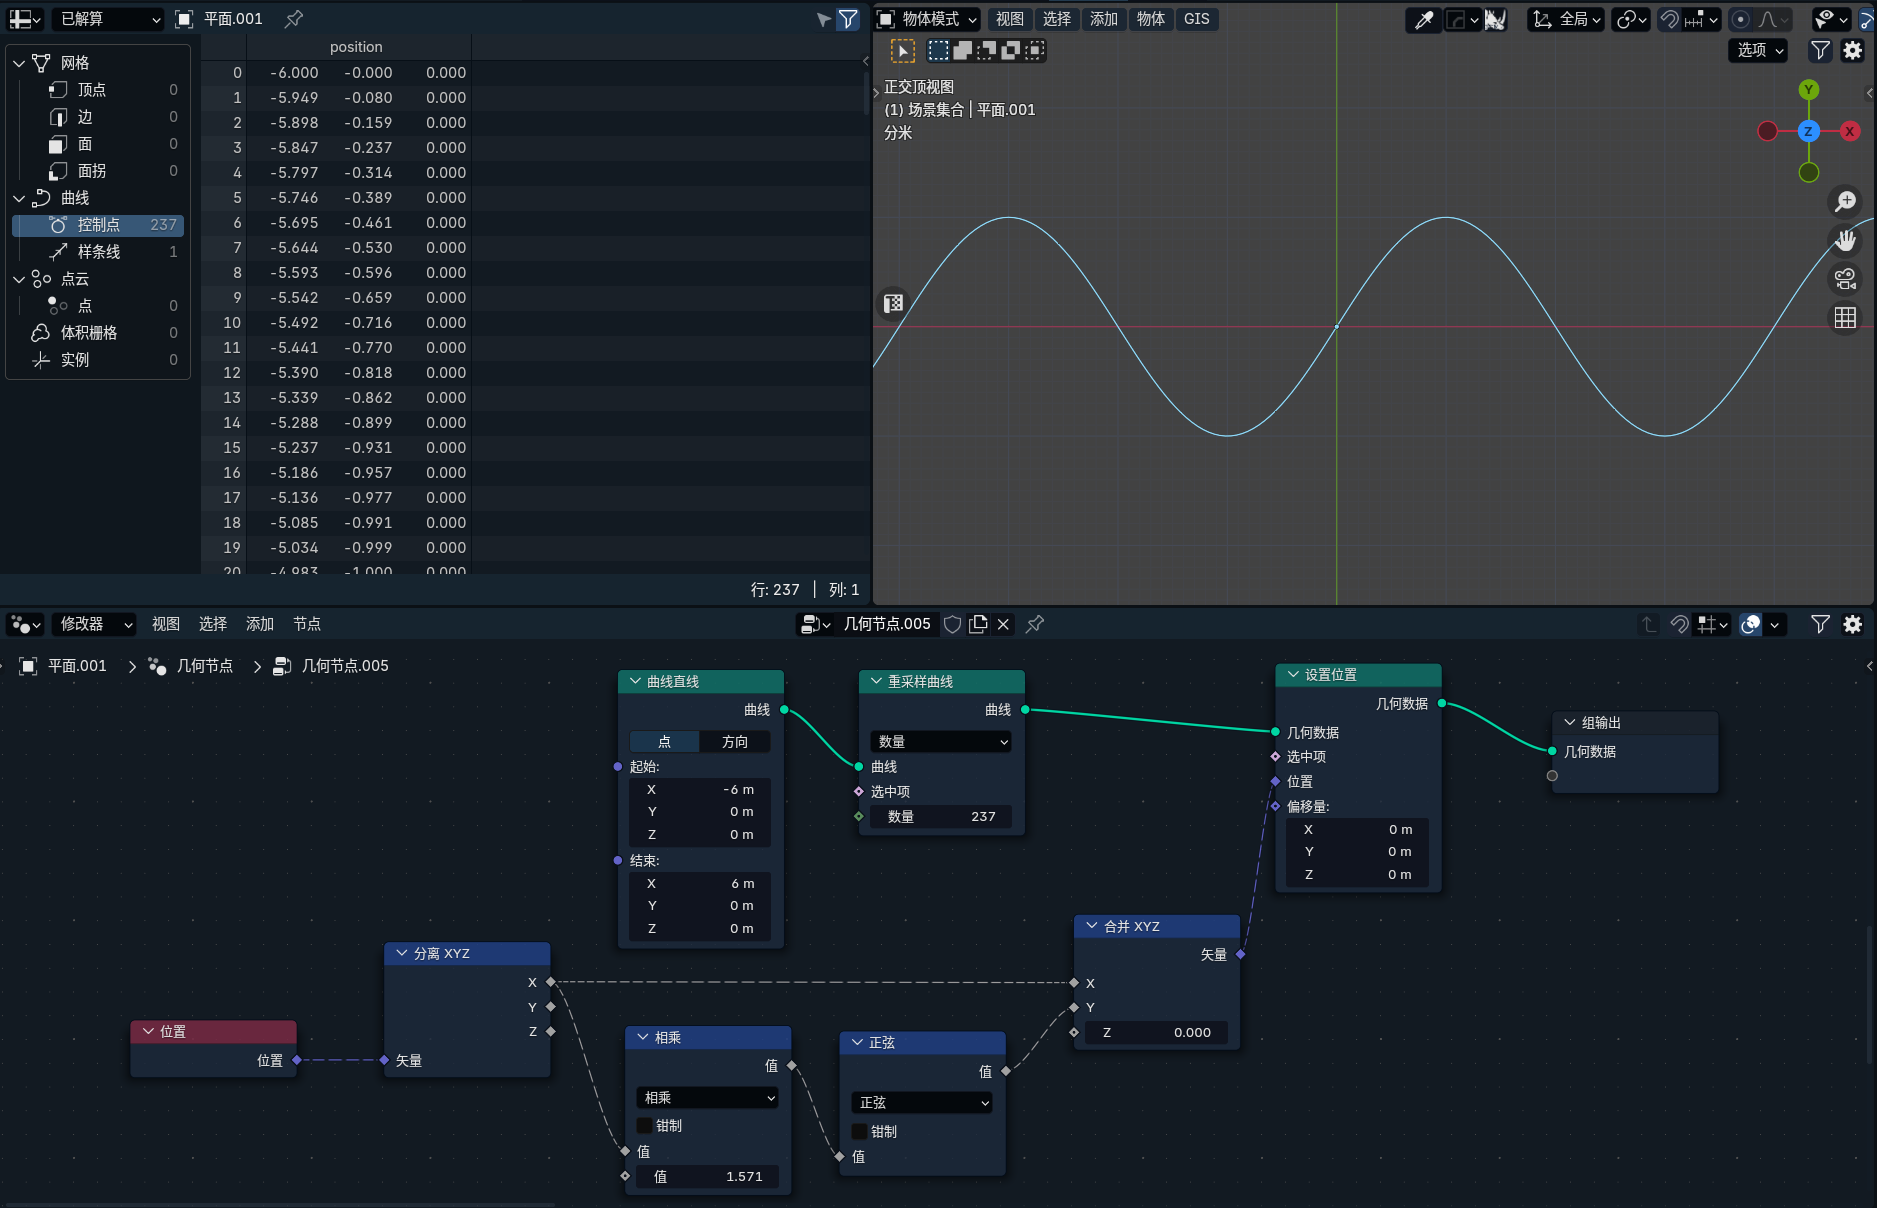 已解算 平面.001
网格
顶点 0
边 0
面 0
面拐 0
曲线
控制点 237
样条线 1
点云
点 0
体积栅格 0
实例 0
position
0 -6.000 -0.000 0.000
1 -5.949 -0.080 0.000
2 -5.898 -0.159 0.000
3 -5.847 -0.237 0.000
4 -5.797 -0.314 0.000
5 -5.746 -0.389 0.000
6 -5.695 -0.461 0.000
7 -5.644 -0.530 0.000
8 -5.593 -0.596 0.000
9 -5.542 -0.659 0.000
10 -5.492 -0.716 0.000
11 -5.441 -0.770 0.000
12 -5.390 -0.818 0.000
13 -5.339 -0.862 0.000
14 -5.288 -0.899 0.000
15 -5.237 -0.931 0.000
16 -5.186 -0.957 0.000
17 -5.136 -0.977 0.000
18 -5.085 -0.991 0.000
19 -5.034 -0.999 0.000
20 -4.983 -1.000 0.000
行: 237 | 列: 1
物体模式 视图 选择 添加 物体 GIS 全局
选项
正交顶视图
(1) 场景集合 | 平面.001
分米
Y
Z X
修改器 视图 选择 添加 节点 几何节点.005
平面.001 > 几何节点 > 几何节点.005
曲线直线
曲线
点 方向
起始:
X -6 m
Y 0 m
Z 0 m
结束:
X 6 m
Y 0 m
Z 0 m
重采样曲线
曲线
数量
曲线
选中项
数量 237
设置位置
几何数据
几何数据
选中项
位置
偏移量:
X 0 m
Y 0 m
Z 0 m
组输出
几何数据
位置
位置
分离 XYZ
X
Y
Z
矢量
相乘
值
相乘
钳制
值
值 1.571
正弦
值
正弦
钳制
值
合并 XYZ
矢量
X
Y
Z 0.000